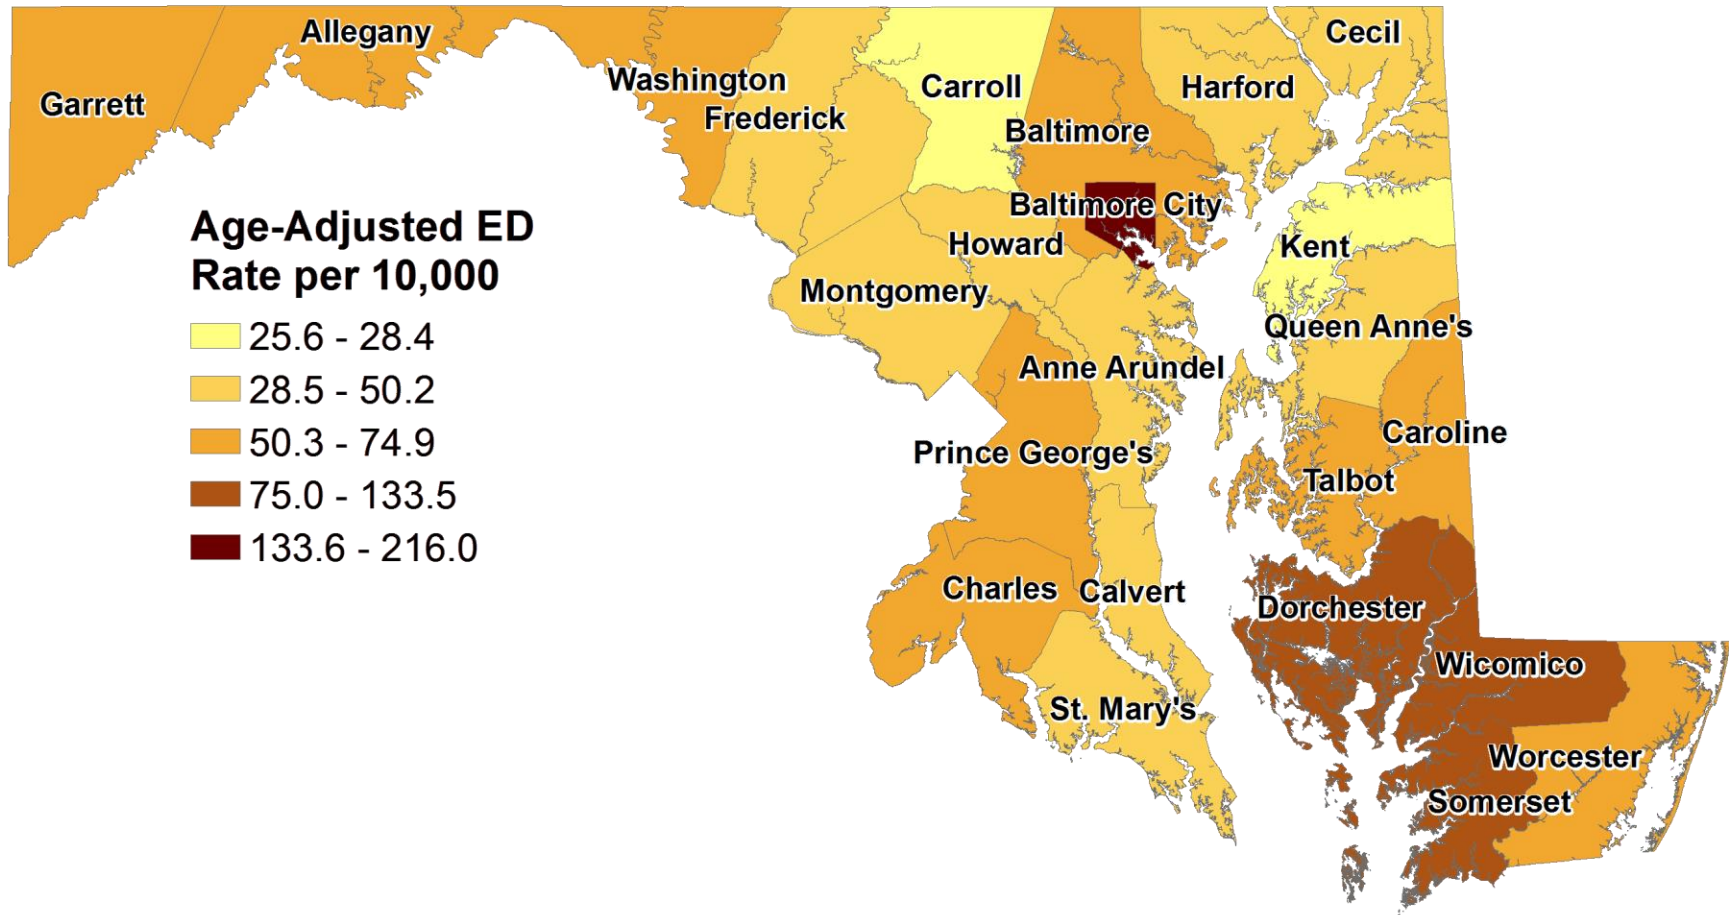 Allegany
Cecil
Garrett
Washington
Carroll
Harford
Frederick
Baltimore
Baltimore City
Howard
Kent
Montgomery
Queen Anne's
Anne Arundel
Caroline
Prince George's
Talbot
Charles
Calvert
Dorchester
Wicomico
St. Mary's
Worcester
Somerset
Age-Adjusted ED
Rate per 10,000
25.6 - 28.4
28.5 - 50.2
50.3 - 74.9
75.0 - 133.5
133.6 - 216.0